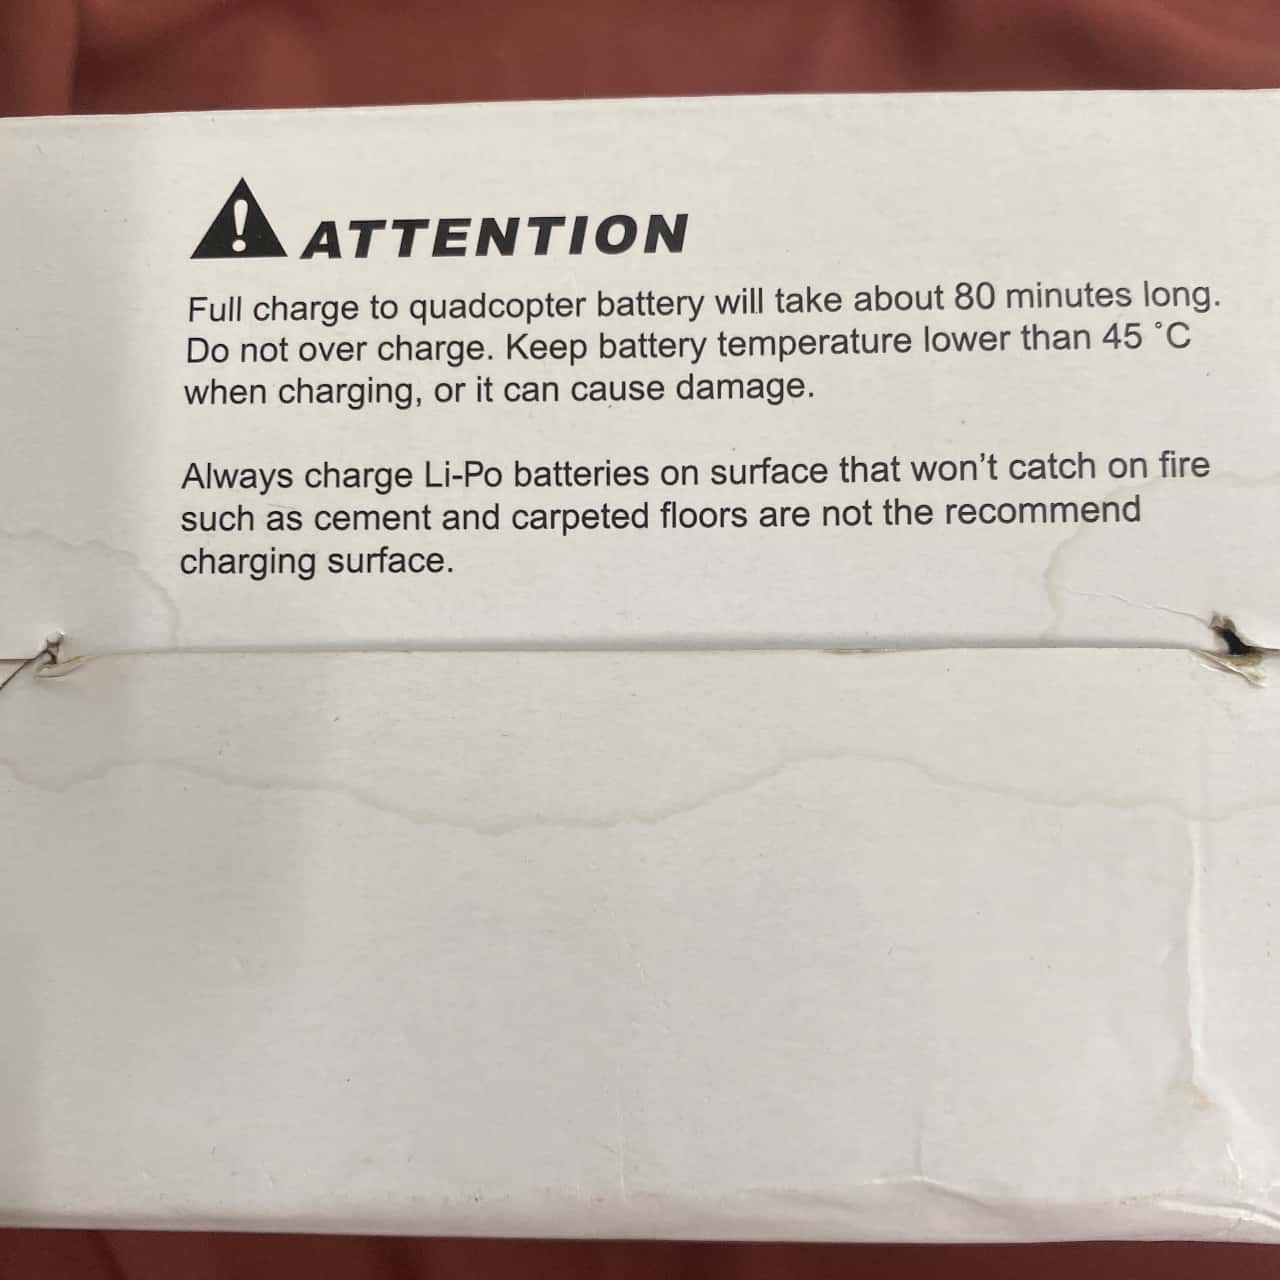 ATTENTION
Full charge to quadcopter battery will take about 80 minutes long.
Do not over charge. Keep battery temperature lower than 45 °C
when charging, or it can cause damage.
Always charge Li-Po batteries on surface that won't catch on fire
such as cement and carpeted floors are not the recommend
charging surface.